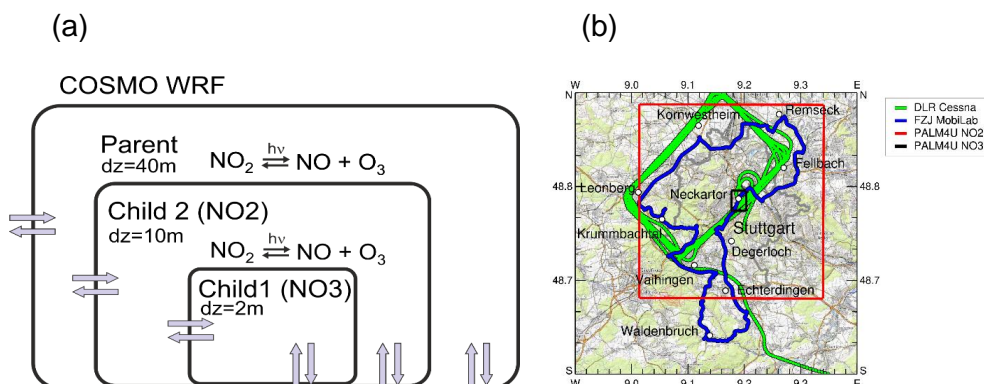 (a)
COSMO WRF
Parent
dz=40m
NO₂ ⇌ NO + O₃
hν
Child 2 (NO2)
dz=10m
NO₂ ⇌ NO + O₃
hν
Child1 (NO3)
dz=2m
(b)
W 9.0 9.1 9.2 9.3 E
N N
Kornwestheim
Remseck
Fellbach
48.8 48.8
Leonberg
Neckartor
Stuttgart
Krummbachtal
Degerloch
Vaihingen
48.7 48.7
Echterdingen
Waldenbruch
S S
W 9.0 9.1 9.2 9.3 E
DLR Cessna
FZJ MobiLab
PALM4U NO2
PALM4U NO3